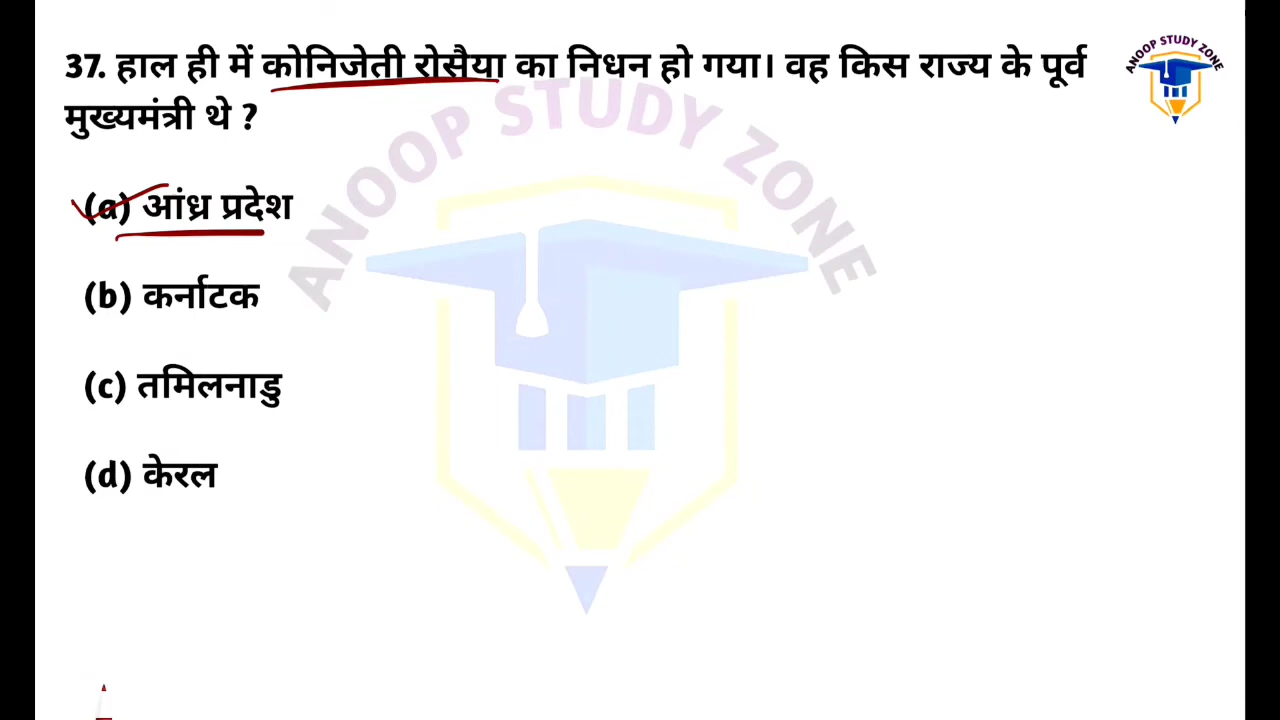 37. हाल ही में कोनिजेती रोसैया का निधन हो गया। वह किस राज्य के पूर्व
मुख्यमंत्री थे ?
(a) आंध्र प्रदेश
(b) कर्नाटक
(c) तमिलनाडु
(d) केरल
ANOOP STUDY ZONE
ANOOP STUDY ZONE